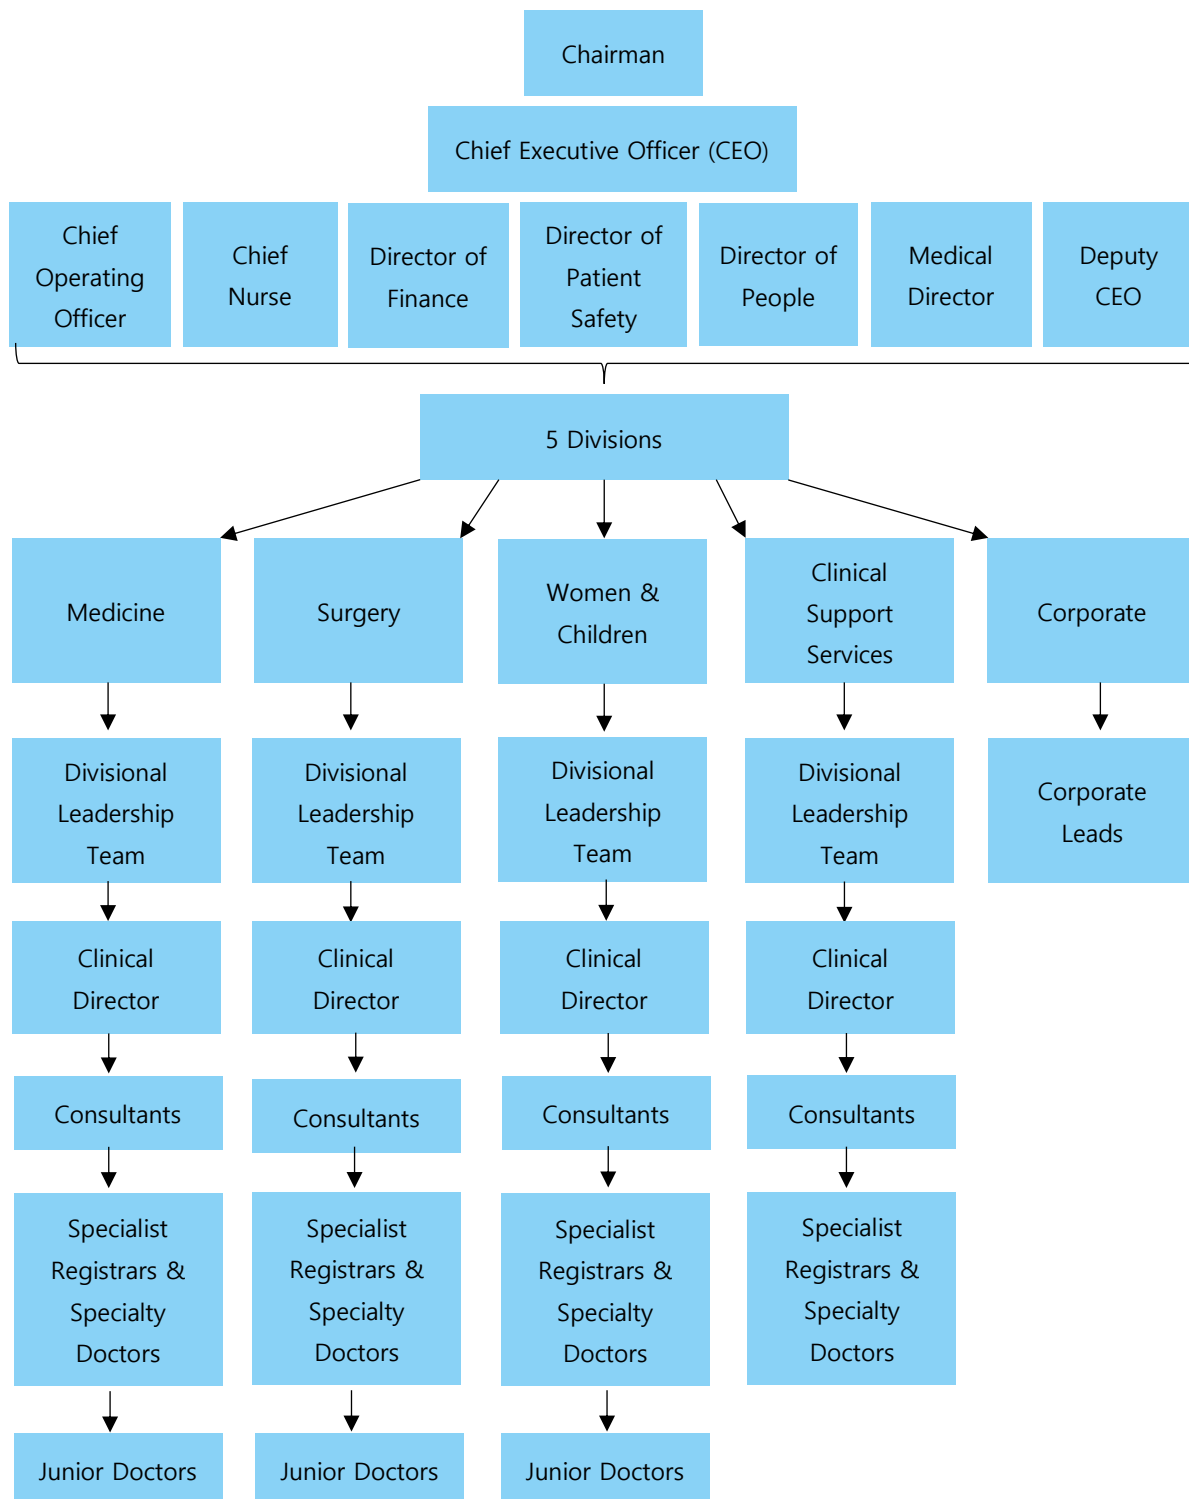 Chairman
Chief Executive Officer (CEO)
Chief
Operating
Officer
Chief
Nurse
Director of
Finance
Director of
Patient
Safety
Director of
People
Medical
Director
Deputy
CEO
5 Divisions
Medicine
Surgery
Women &
Children
Clinical
Support
Services
Corporate
Divisional
Leadership
Team
Divisional
Leadership
Team
Divisional
Leadership
Team
Divisional
Leadership
Team
Corporate
Leads
Clinical
Director
Clinical
Director
Clinical
Director
Clinical
Director
Consultants
Consultants
Consultants
Consultants
Specialist
Registrars &
Specialty
Doctors
Specialist
Registrars &
Specialty
Doctors
Specialist
Registrars &
Specialty
Doctors
Specialist
Registrars &
Specialty
Doctors
Junior Doctors
Junior Doctors
Junior Doctors